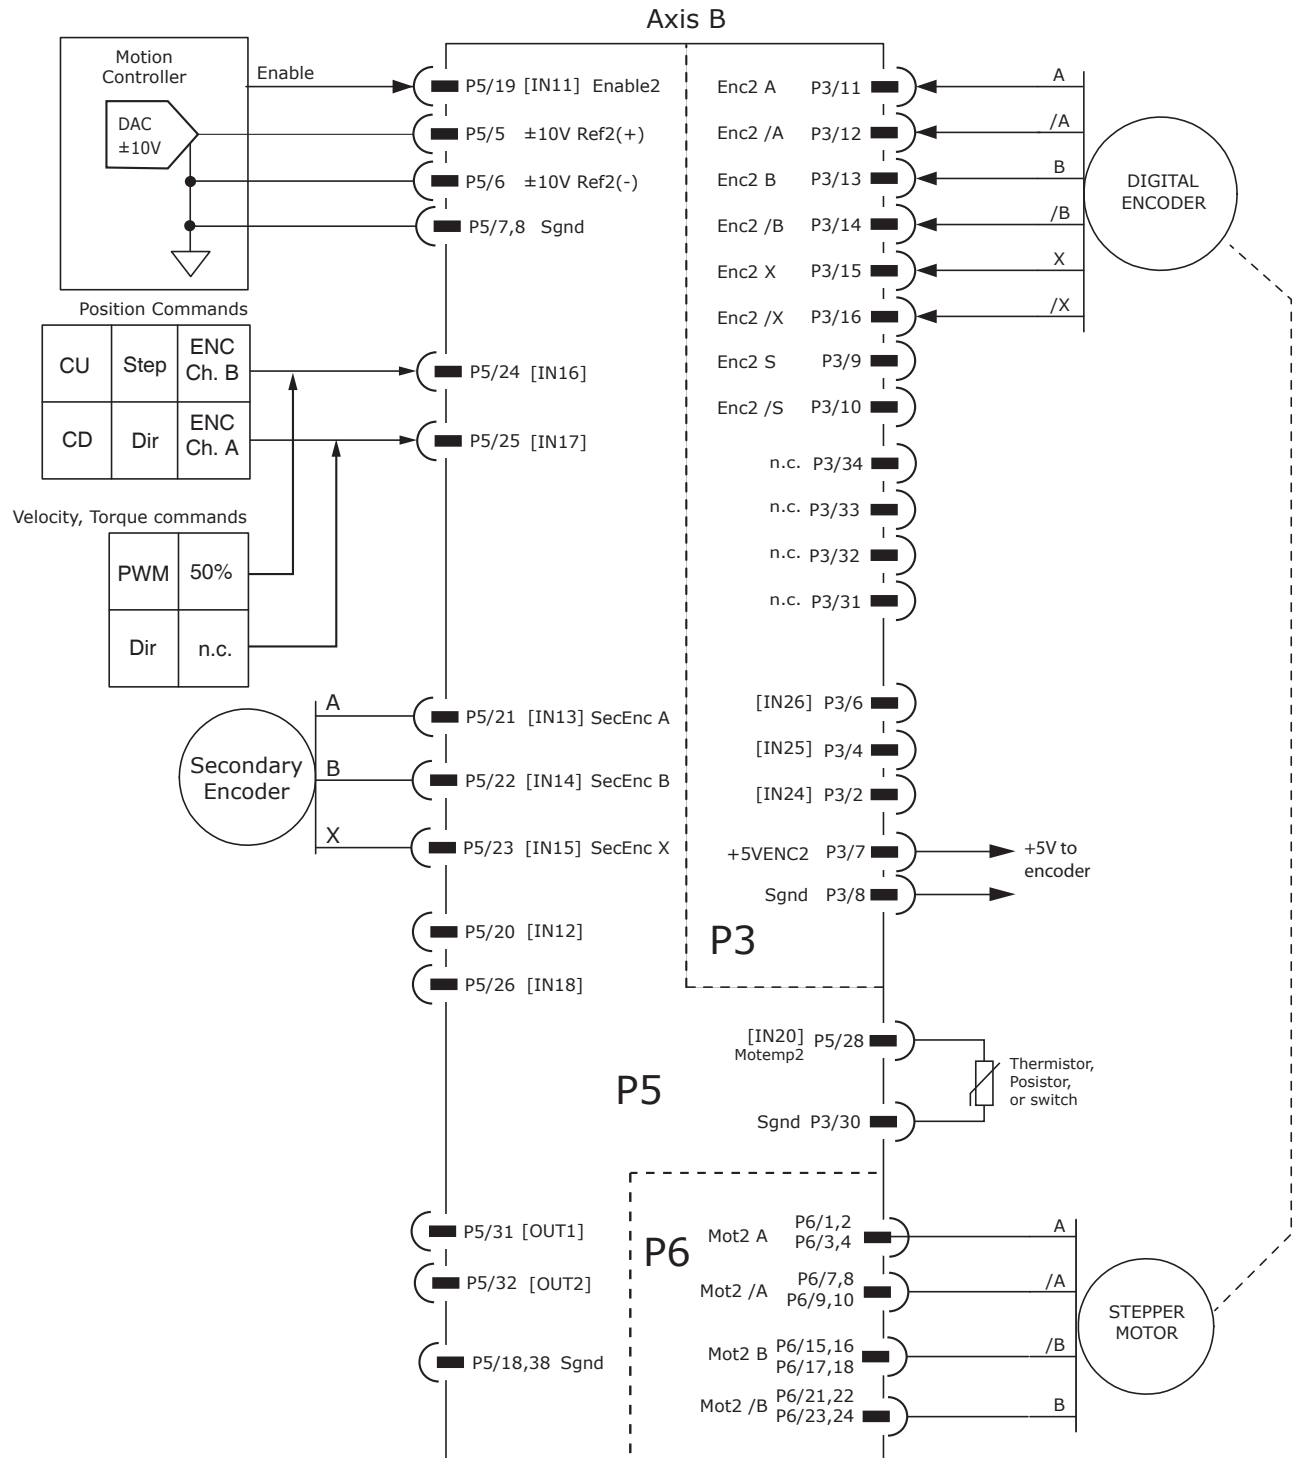 Axis B
Motion
Controller
DAC
±10V
Enable
P5/19 [IN11] Enable2
P5/5 ±10V Ref2(+)
P5/6 ±10V Ref2(-)
P5/7,8 Sgnd
Position Commands
CU Step ENC
Ch. B
CD Dir ENC
Ch. A
P5/24 [IN16]
P5/25 [IN17]
Velocity, Torque commands
PWM 50%
Dir n.c.
Secondary
Encoder
A
B
X
P5/21 [IN13] SecEnc A
P5/22 [IN14] SecEnc B
P5/23 [IN15] SecEnc X
P5/20 [IN12]
P5/26 [IN18]
P5
P5/31 [OUT1]
P5/32 [OUT2]
P5/18,38 Sgnd
Enc2 A P3/11
Enc2 /A P3/12
Enc2 B P3/13
Enc2 /B P3/14
Enc2 X P3/15
Enc2 /X P3/16
Enc2 S P3/9
Enc2 /S P3/10
n.c. P3/34
n.c. P3/33
n.c. P3/32
n.c. P3/31
[IN26] P3/6
[IN25] P3/4
[IN24] P3/2
+5VENC2 P3/7
Sgnd P3/8
P3
A
/A
B
/B
X
/X
DIGITAL
ENCODER
+5V to
encoder
[IN20] P5/28
Motemp2
Sgnd P3/30
Thermistor,
Posistor,
or switch
P6
Mot2 A P6/1,2
P6/3,4
Mot2 /A P6/7,8
P6/9,10
Mot2 B P6/15,16
P6/17,18
Mot2 /B P6/21,22
P6/23,24
A
/A
/B
B
STEPPER
MOTOR